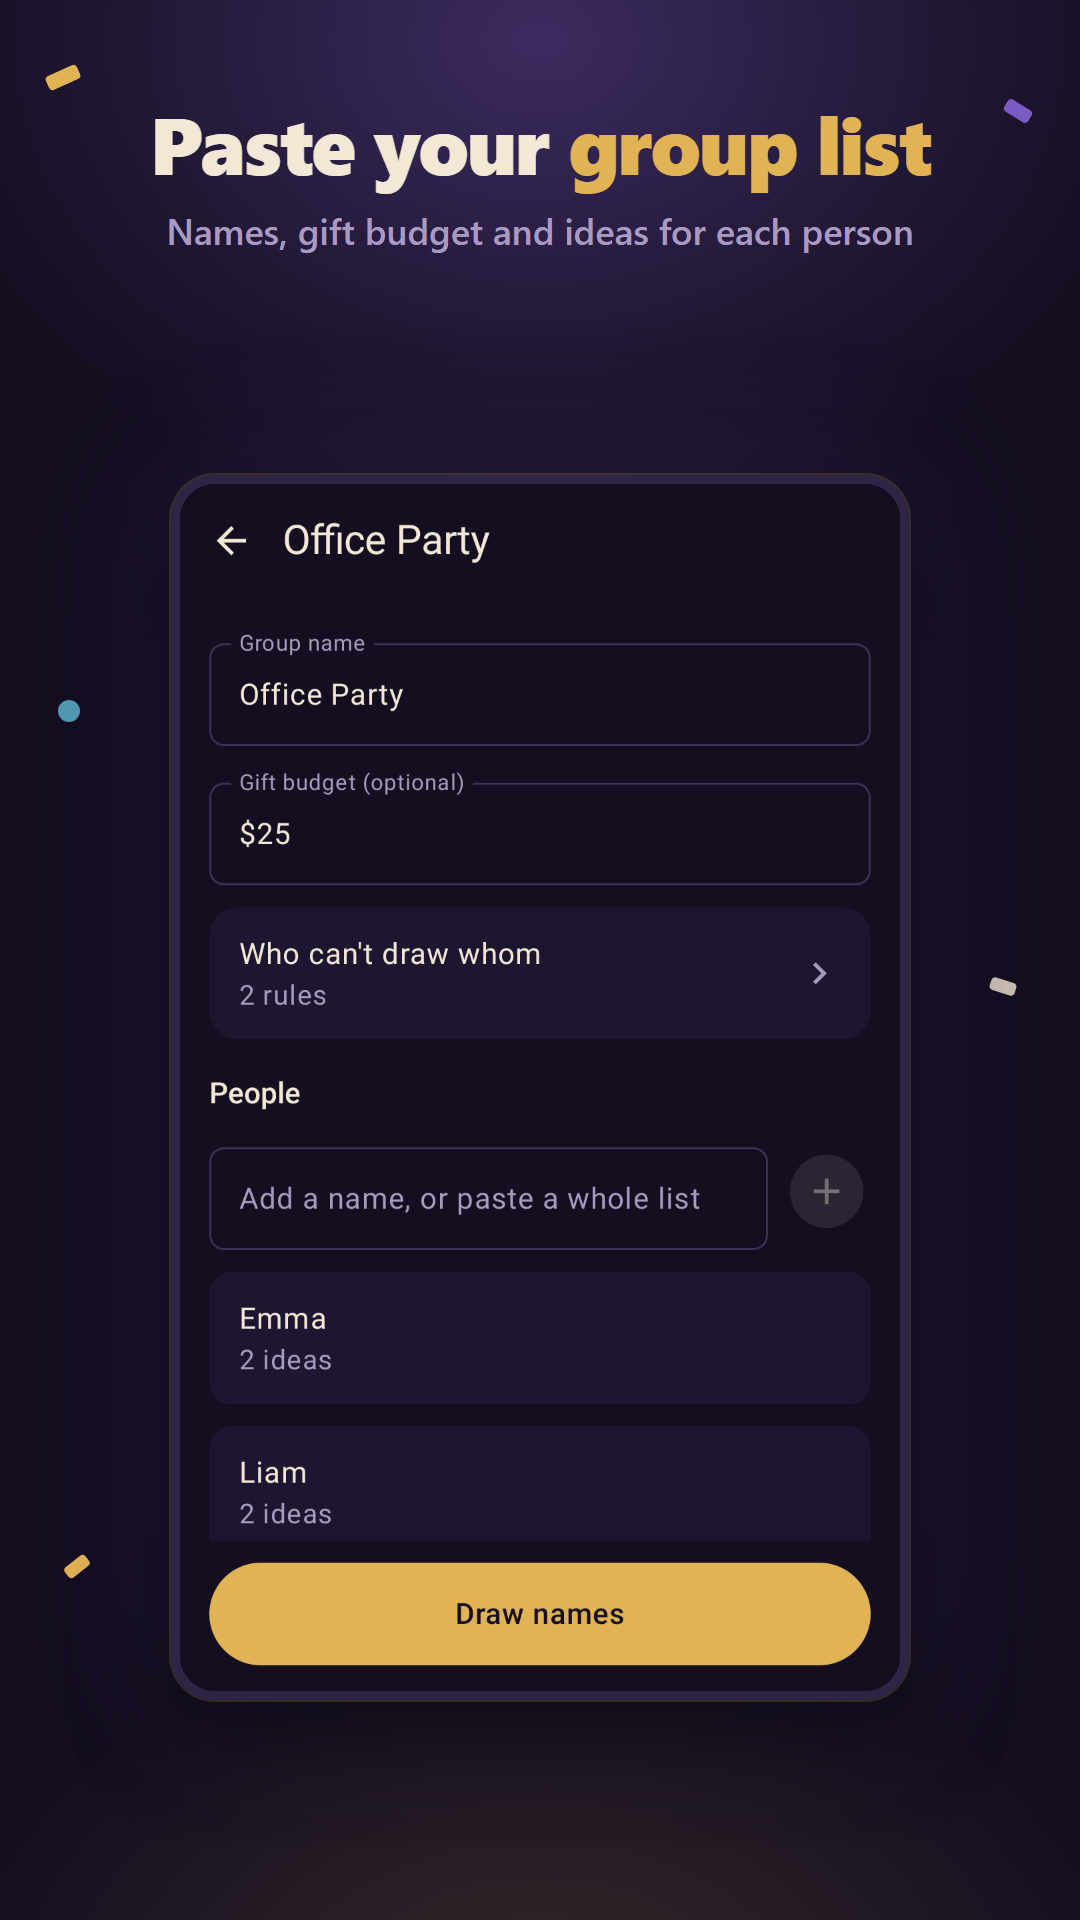 Paste your group list
Names, gift budget and ideas for each person
Office Party
Group name
Office Party
Gift budget (optional)
$25
Who can't draw whom
2 rules
People
Add a name, or paste a whole list
Emma
2 ideas
Liam
2 ideas
Draw names